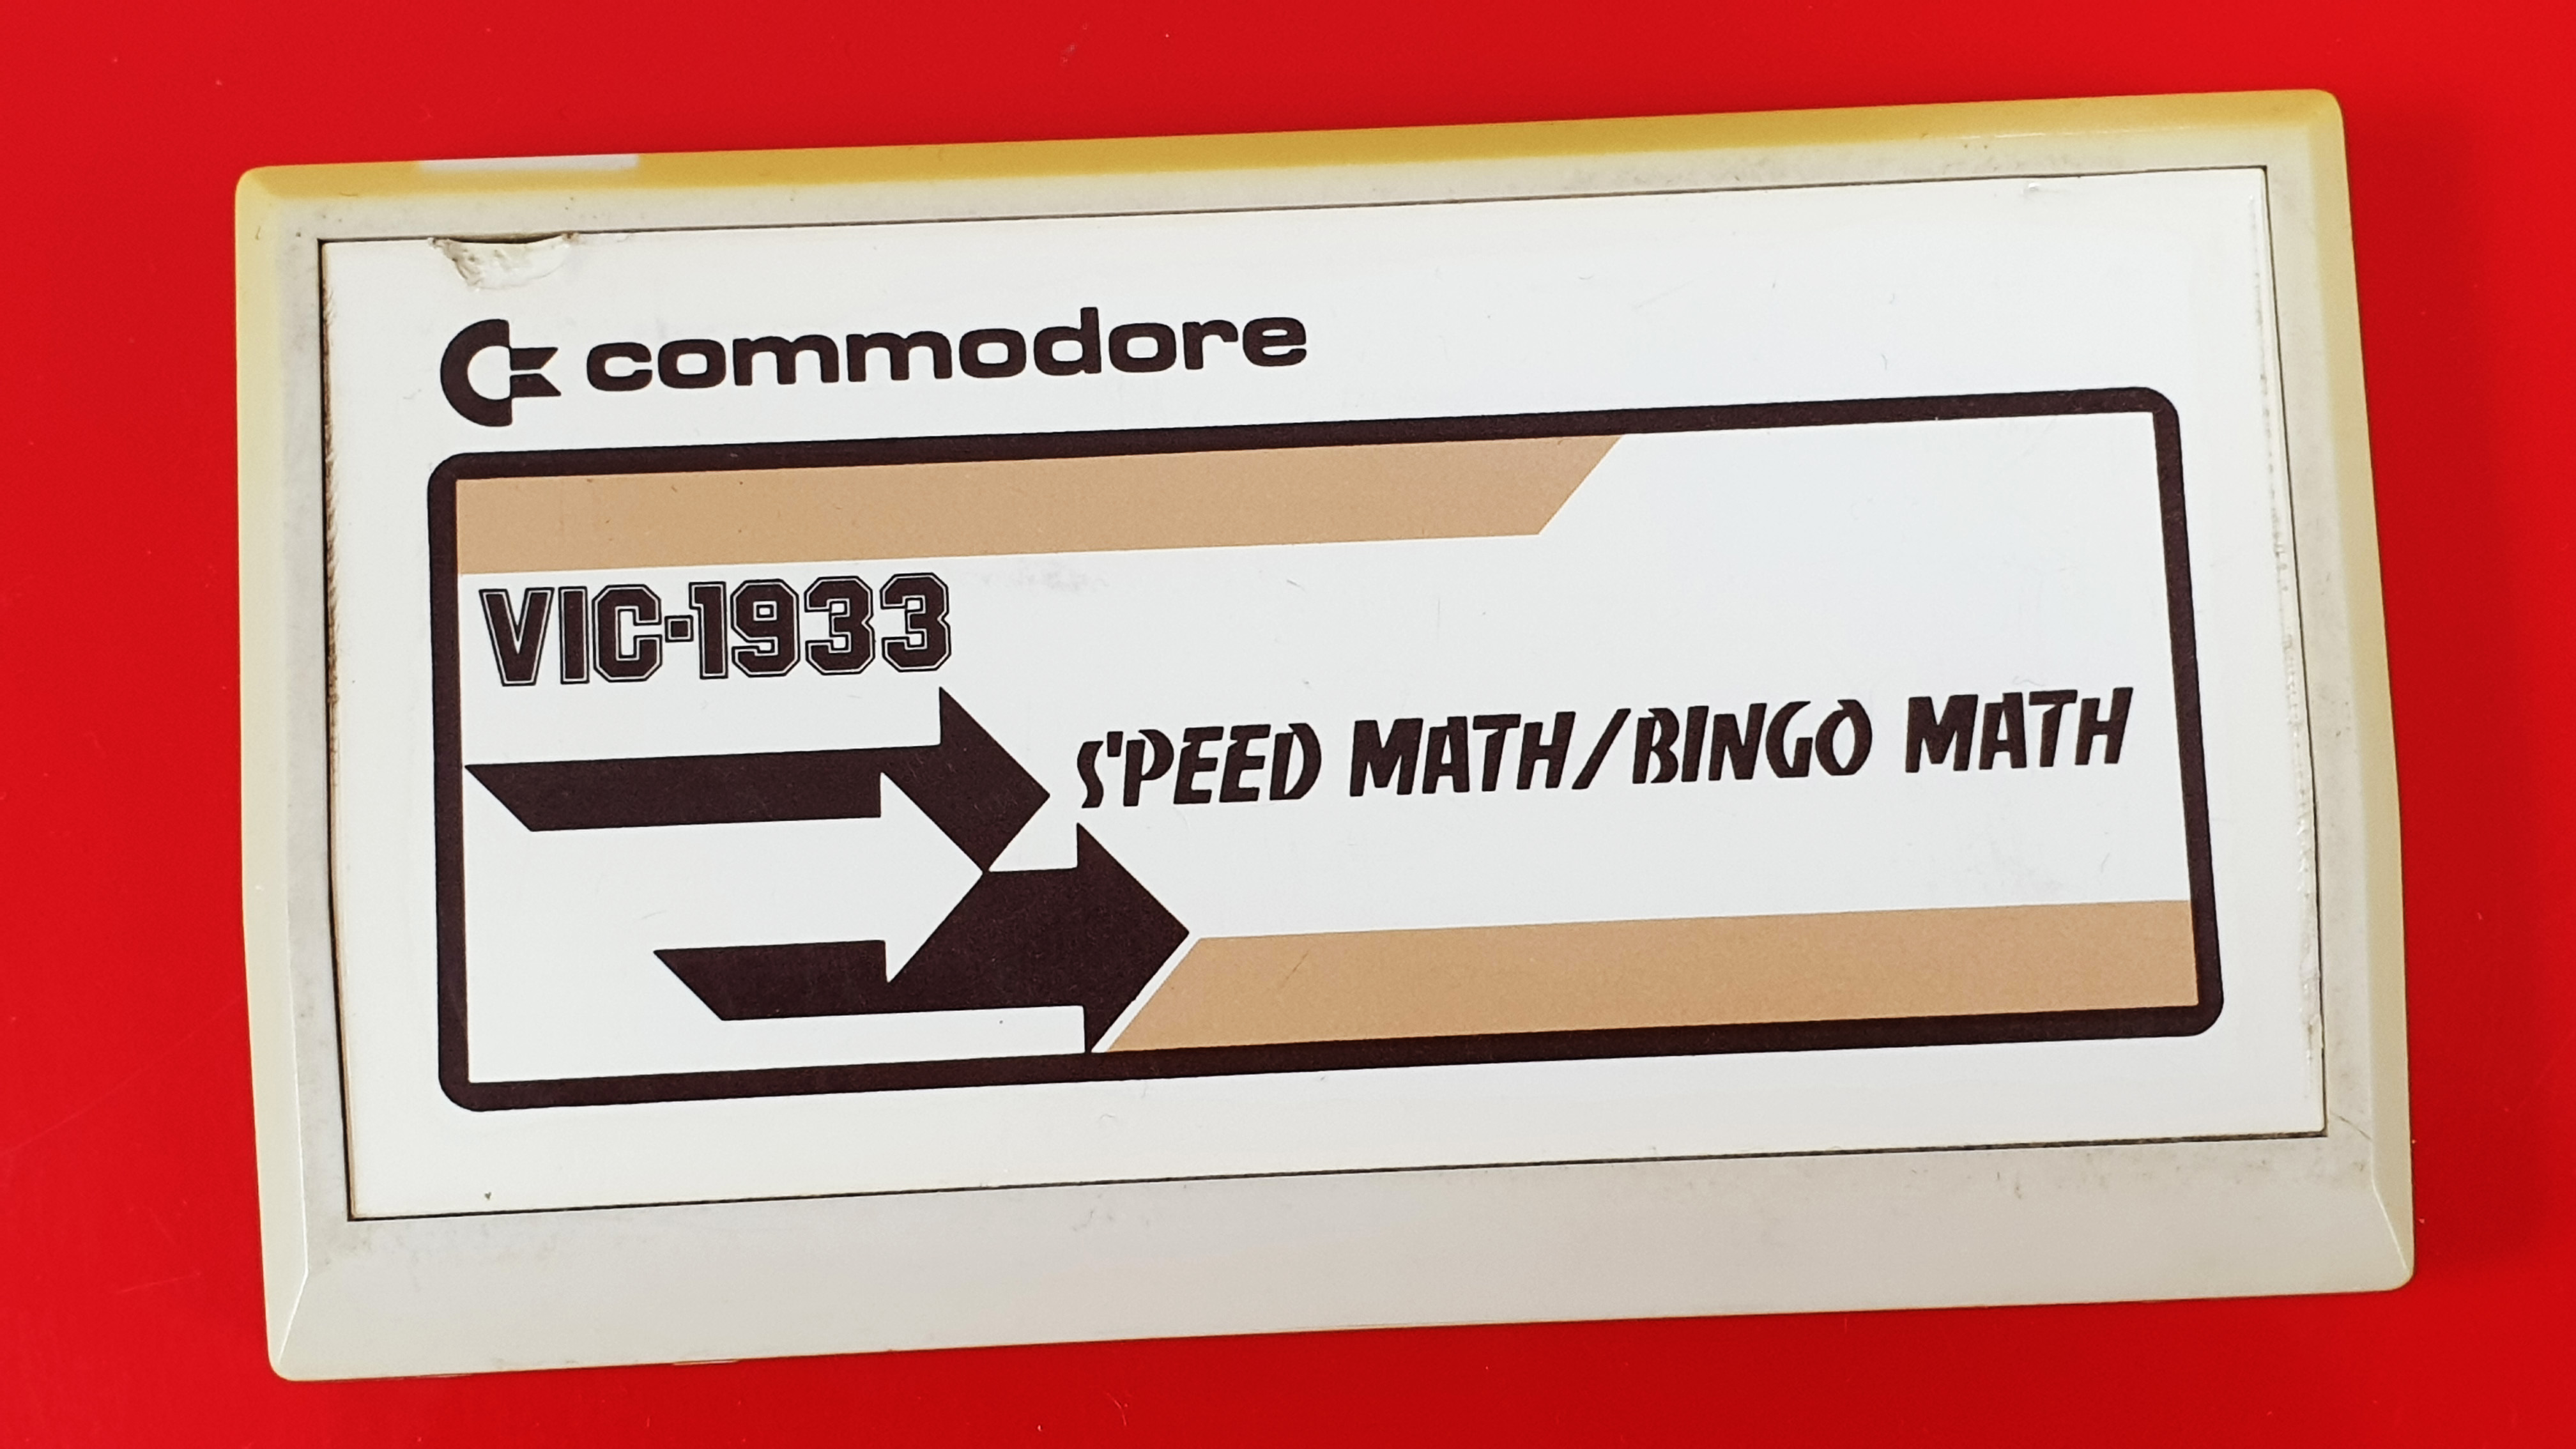 commodore
VIC-1933
SPEED MATH/BINGO MATH